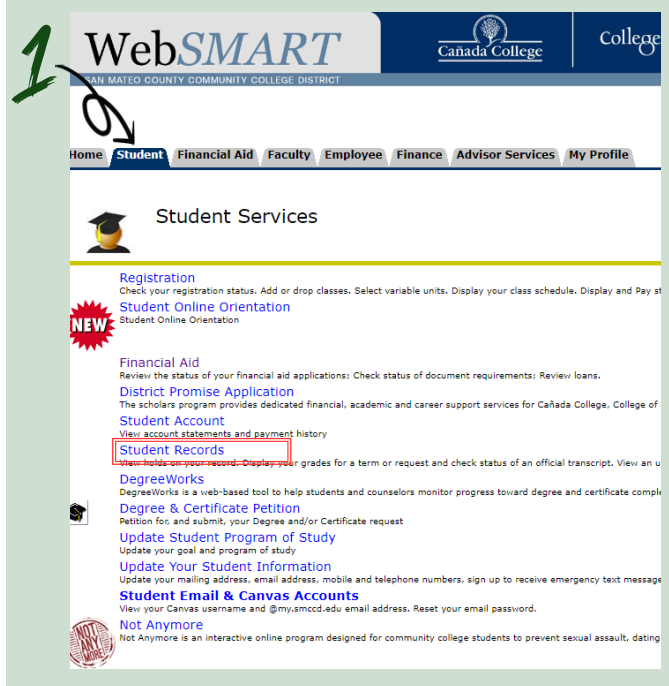 1
WebSMART
Cañada College
College
SAN MATEO COUNTY COMMUNITY COLLEGE DISTRICT
Home Student Financial Aid Faculty Employee Finance Advisor Services My Profile
Student Services
Registration
Check your registration status. Add or drop classes. Select variable units. Display your class schedule. Display and Pay st
Student Online Orientation
NEW
Student Online Orientation
Financial Aid
Review the status of your financial aid applications; Check status of document requirements; Review loans.
District Promise Application
The scholars program provides dedicated financial, academic and career support services for Cañada College, College of
Student Account
View account statements and payment history
Student Records
View holds on your record. Display your grades for a term or request and check status of an official transcript. View an u
DegreeWorks
DegreeWorks is a web-based tool to help students and counselors monitor progress toward degree and certificate comple
Degree & Certificate Petition
Petition for, and submit, your Degree and/or Certificate request
Update Student Program of Study
Update your goal and program of study
Update Your Student Information
Update your mailing address, email address, mobile and telephone numbers, sign up to receive emergency text message
Student Email & Canvas Accounts
View your Canvas username and @my.smccd.edu email address. Reset your email password.
Not Anymore
NOT
ANY
MORE!
Not Anymore is an interactive online program designed for community college students to prevent sexual assault, dating